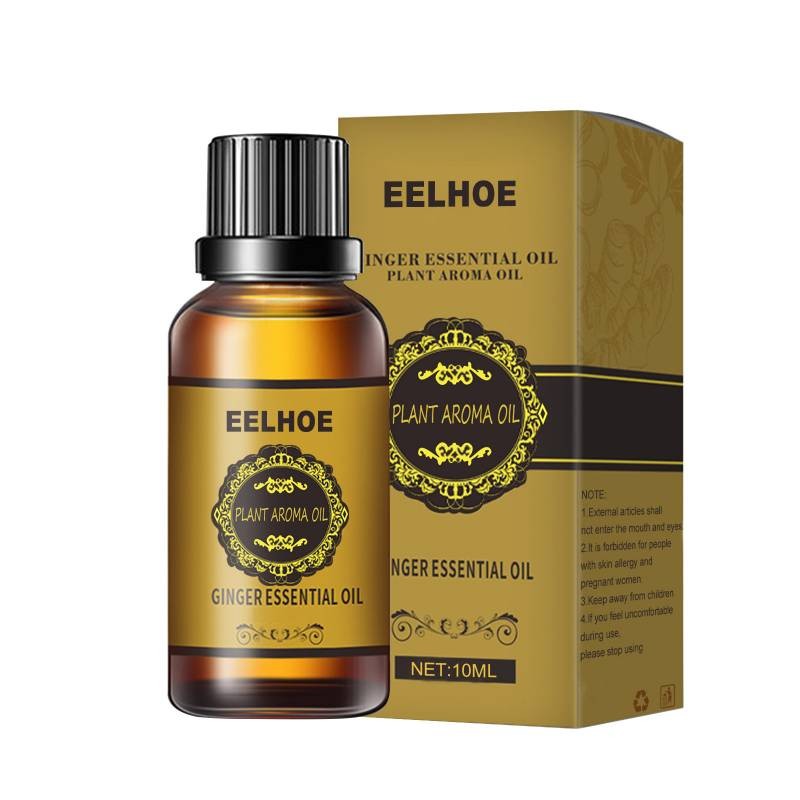 EELHOE
PLANT AROMA OIL
GINGER ESSENTIAL OIL
EELHOE
INGER ESSENTIAL OIL
PLANT AROMA OIL
PLANT AROMA OIL
NGER ESSENTIAL OIL
NET:10ML
NOTE:
1.External articles shall
not enter the mouth and eyes
2.It is forbidden for people
with skin allergy and
pregnant women
3.Keep away from children
4.If you feel uncomfortable
during use,
please stop using